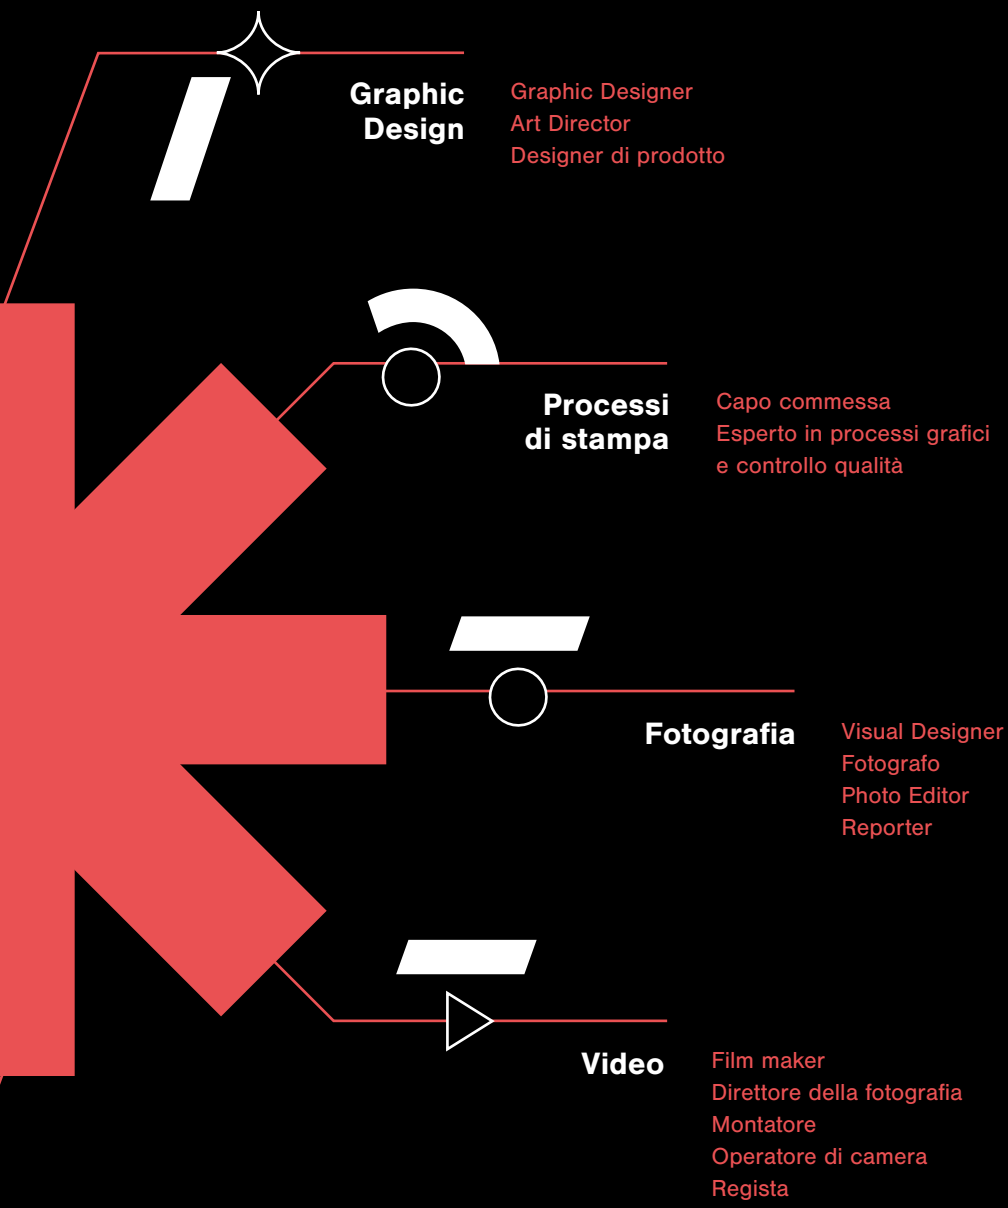 Graphic
Design
Graphic Designer
Art Director
Designer di prodotto
Processi
di stampa
Capo commessa
Esperto in processi grafici
e controllo qualità
Fotografia
Visual Designer
Fotografo
Photo Editor
Reporter
Video
Film maker
Direttore della fotografia
Montatore
Operatore di camera
Regista